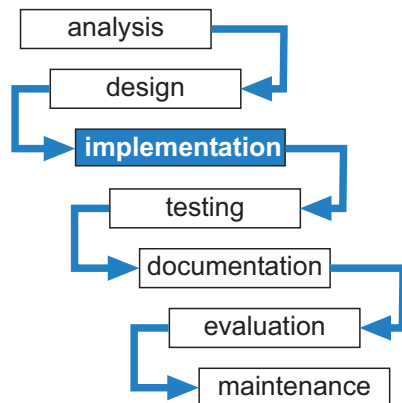 analysis
design
implementation
testing
documentation
evaluation
maintenance